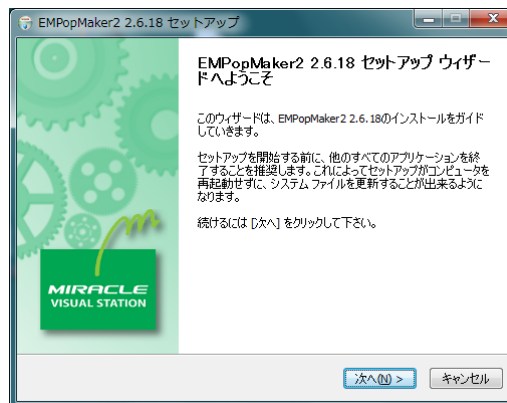 EMPopMaker2 2.6.18 セットアップ
EMPopMaker2 2.6.18 セットアップ ウィザー
ドへようこそ
このウィザードは、EMPopMaker2 2.6.18のインストールをガイド
していきます。
セットアップを開始する前に、他のすべてのアプリケーションを終
了することを推奨します。これによってセットアップがコンピュータを
再起動せずに、システム ファイルを更新することが出来るように
なります。
続けるには [次へ] をクリックして下さい。
m
MIRACLE
VISUAL STATION
次へ(N) >
キャンセル